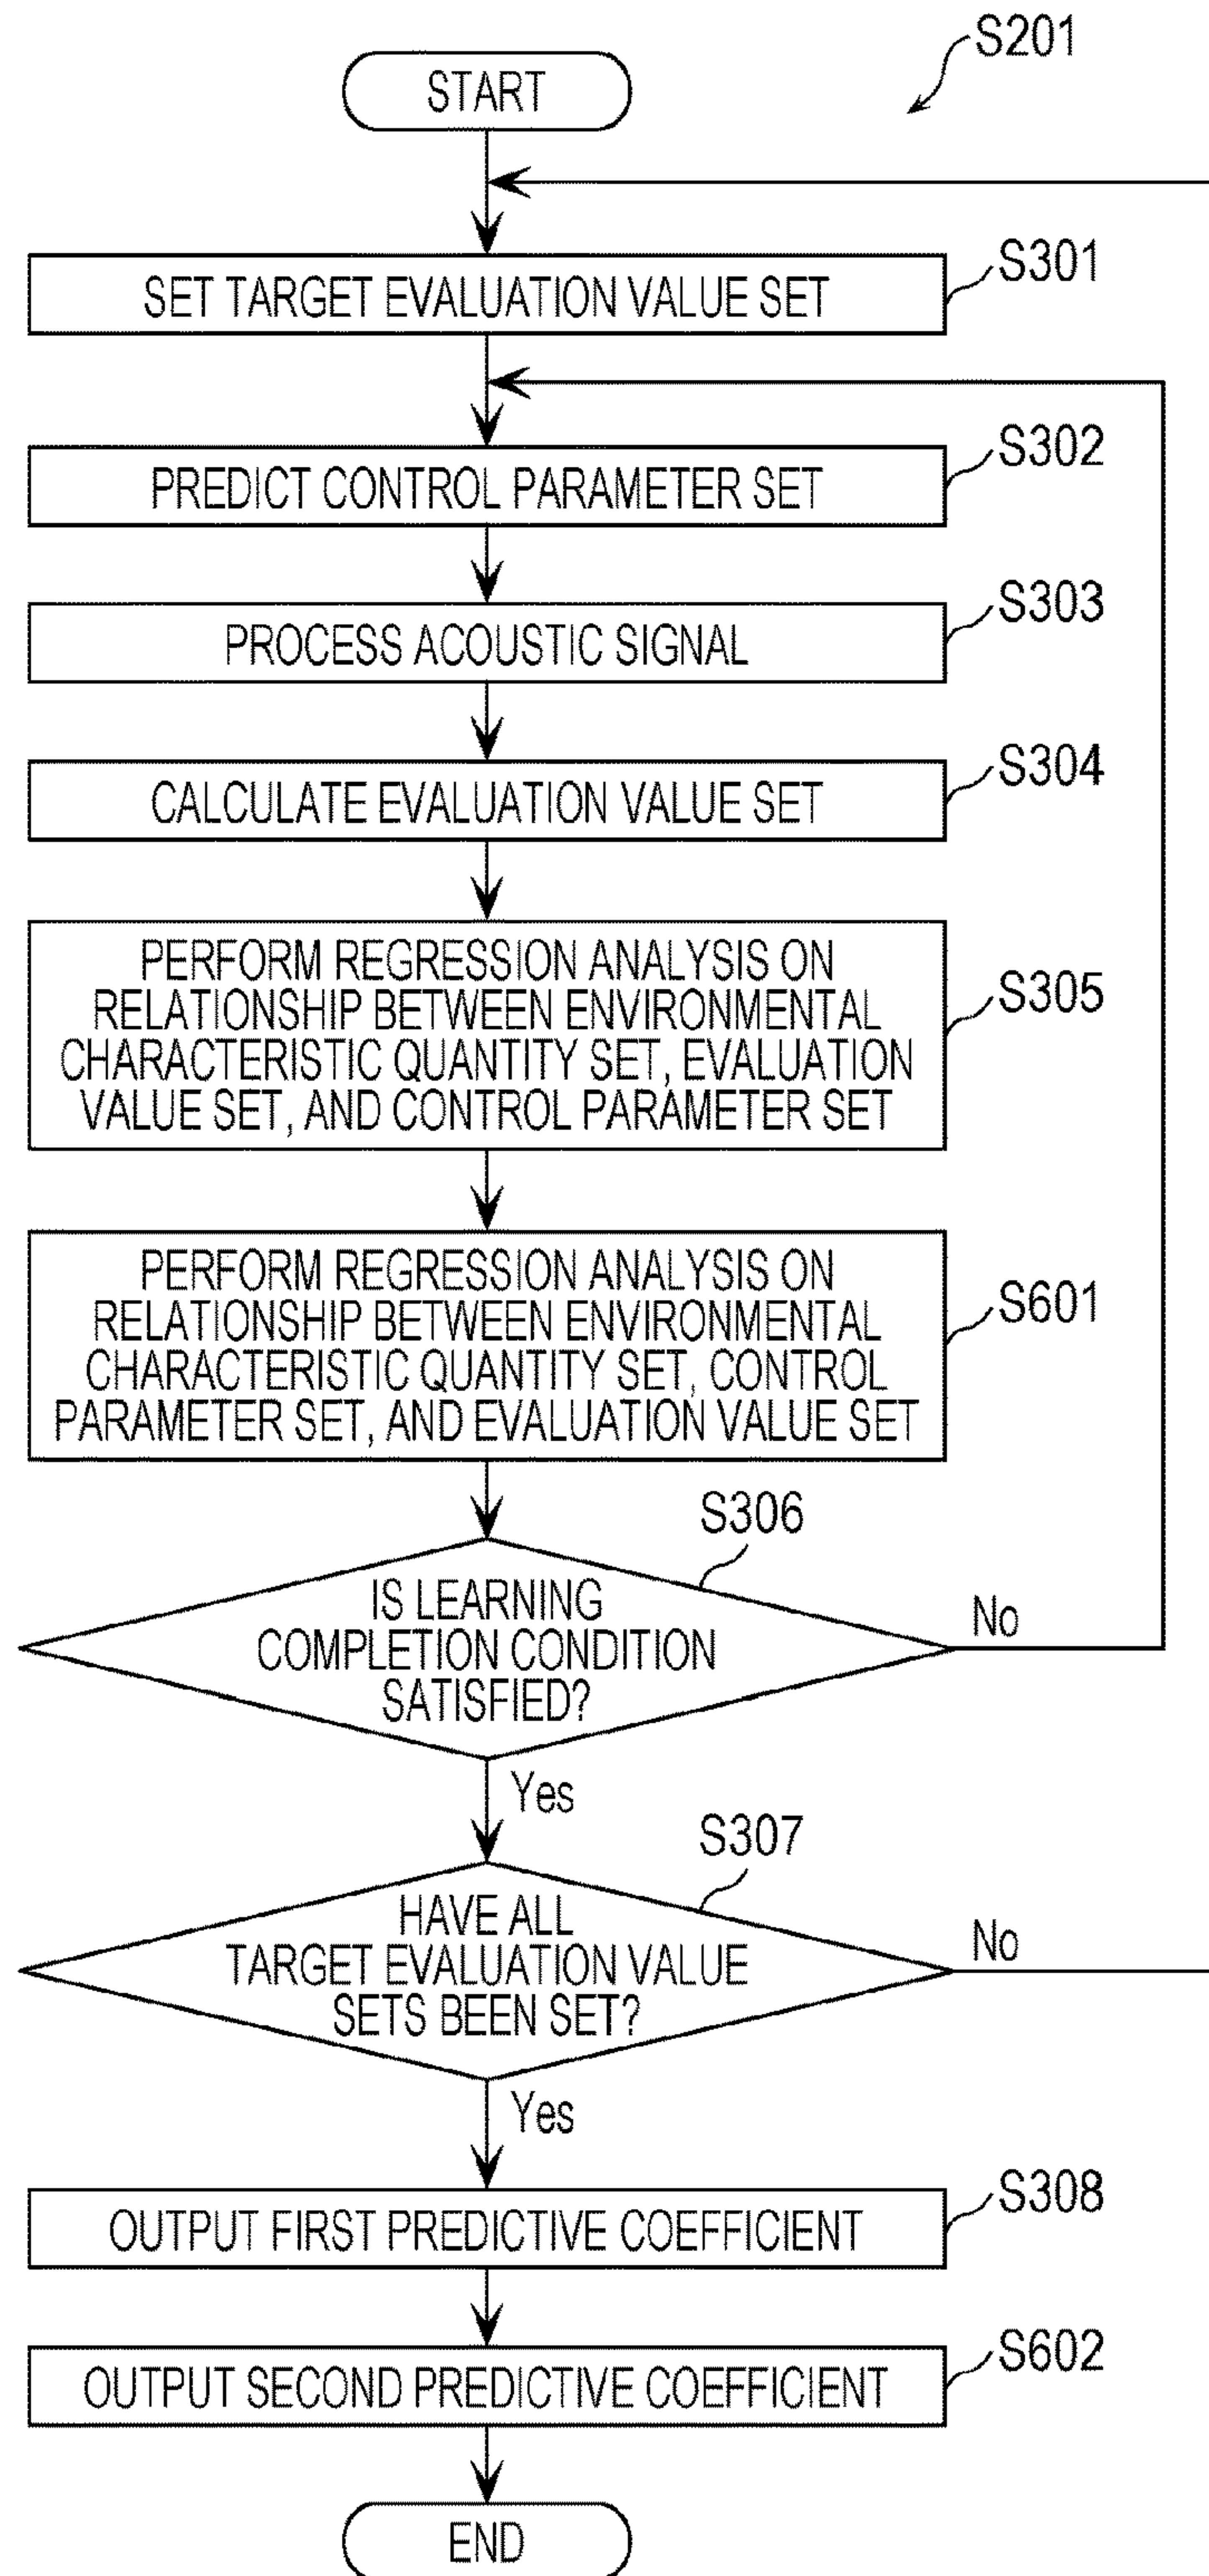 S201
START
S301
SET TARGET EVALUATION VALUE SET
S302
PREDICT CONTROL PARAMETER SET
S303
PROCESS ACOUSTIC SIGNAL
S304
CALCULATE EVALUATION VALUE SET
S305
PERFORM REGRESSION ANALYSIS ON
RELATIONSHIP BETWEEN ENVIRONMENTAL
CHARACTERISTIC QUANTITY SET, EVALUATION
VALUE SET, AND CONTROL PARAMETER SET
S601
PERFORM REGRESSION ANALYSIS ON
RELATIONSHIP BETWEEN ENVIRONMENTAL
CHARACTERISTIC QUANTITY SET, CONTROL
PARAMETER SET, AND EVALUATION VALUE SET
S306
IS LEARNING
COMPLETION CONDITION
SATISFIED?
No
Yes
S307
HAVE ALL
TARGET EVALUATION VALUE
SETS BEEN SET?
No
Yes
S308
OUTPUT FIRST PREDICTIVE COEFFICIENT
S602
OUTPUT SECOND PREDICTIVE COEFFICIENT
END